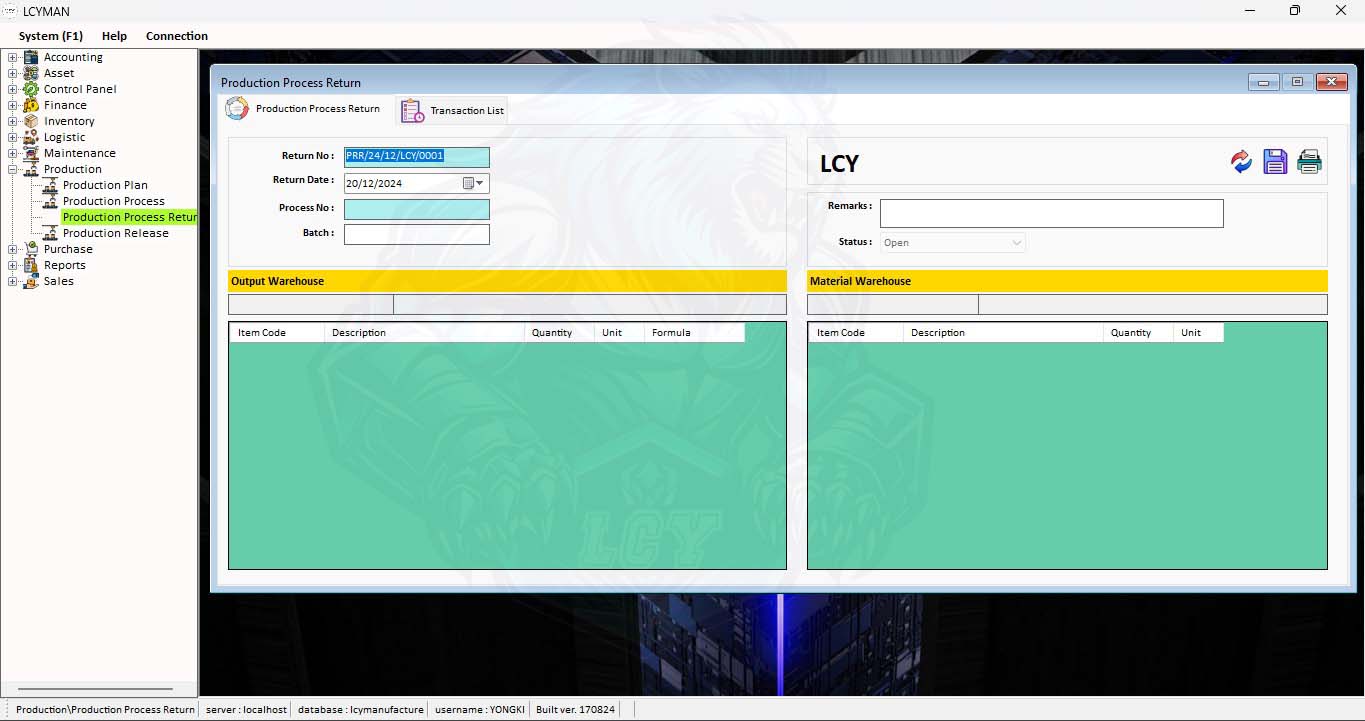 LCYMAN
System (F1) Help Connection
Accounting
Asset
Control Panel
Finance
Inventory
Logistic
Maintenance
Production
Production Plan
Production Process
Production Process Retur
Production Release
Purchase
Reports
Sales
Production Process Return
Production Process Return Transaction List
Return No : PRR/24/12/LCY/0001
Return Date : 20/12/2024
Process No :
Batch :
LCY
Remarks :
Status : Open
Output Warehouse
Item Code Description Quantity Unit Formula
Material Warehouse
Item Code Description Quantity Unit
LCY
Production\Production Process Return server : localhost database : lcymanufacture username : YONGKI Built ver. 170824